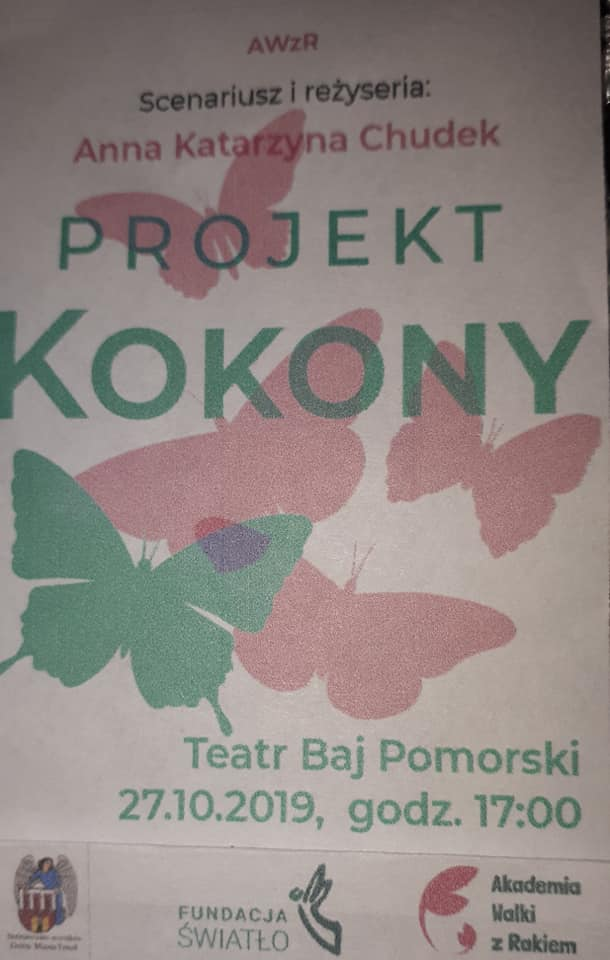 AWzR
Scenariusz i reżyseria:
Anna Katarzyna Chudek
PROJEKT
KOKONY
Teatr Baj Pomorski
27.10.2019, godz. 17:00
FUNDACJA
ŚWIATŁO
Akademia
Walki
z Rakiem